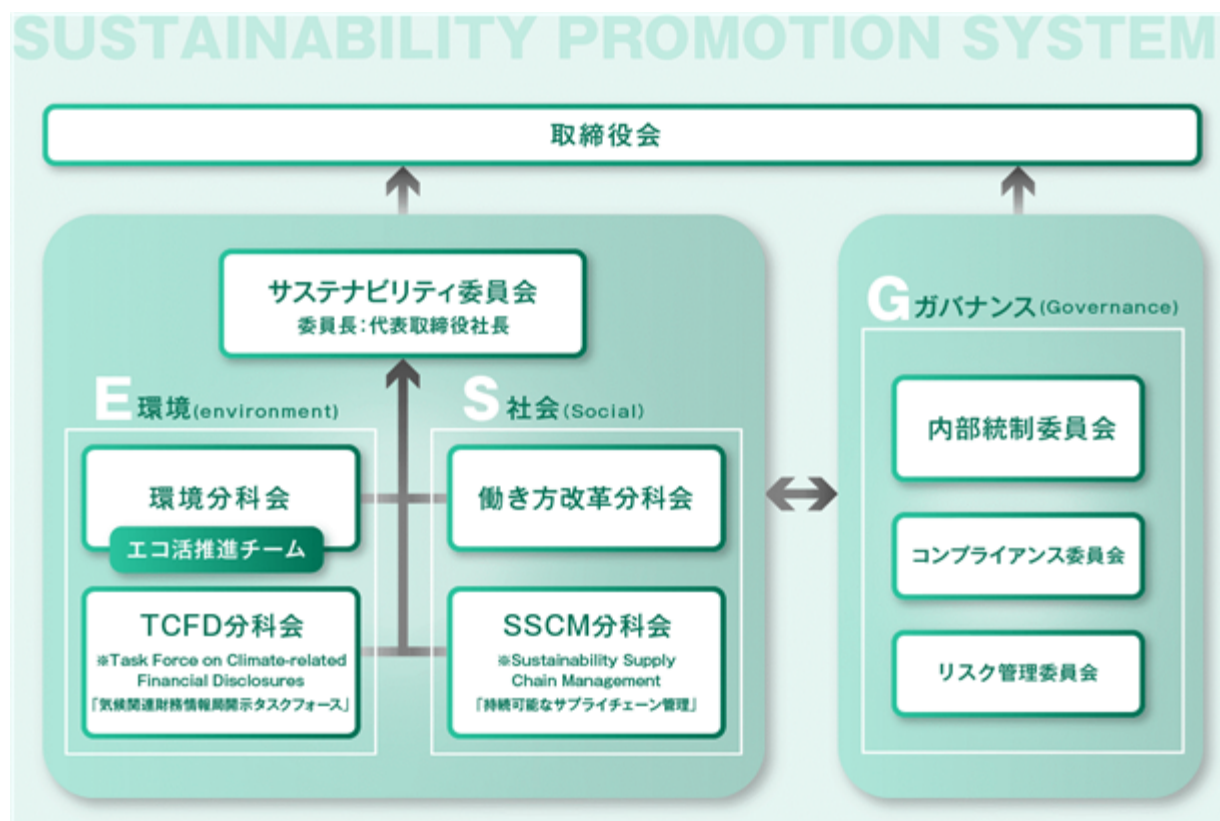 SUSTAINABILITY PROMOTION SYSTEM
取締役会
サステナビリティ委員会
委員長:代表取締役社長
E 環境(environment)
環境分科会
エコ活推進チーム
TCFD分科会
※Task Force on Climate-related
Financial Disclosures
「気候関連財務情報局開示タスクフォース」
S 社会(Social)
働き方改革分科会
SSCM分科会
※Sustainability Supply
Chain Management
「持続可能なサプライチェーン管理」
G ガバナンス(Governance)
内部統制委員会
コンプライアンス委員会
リスク管理委員会